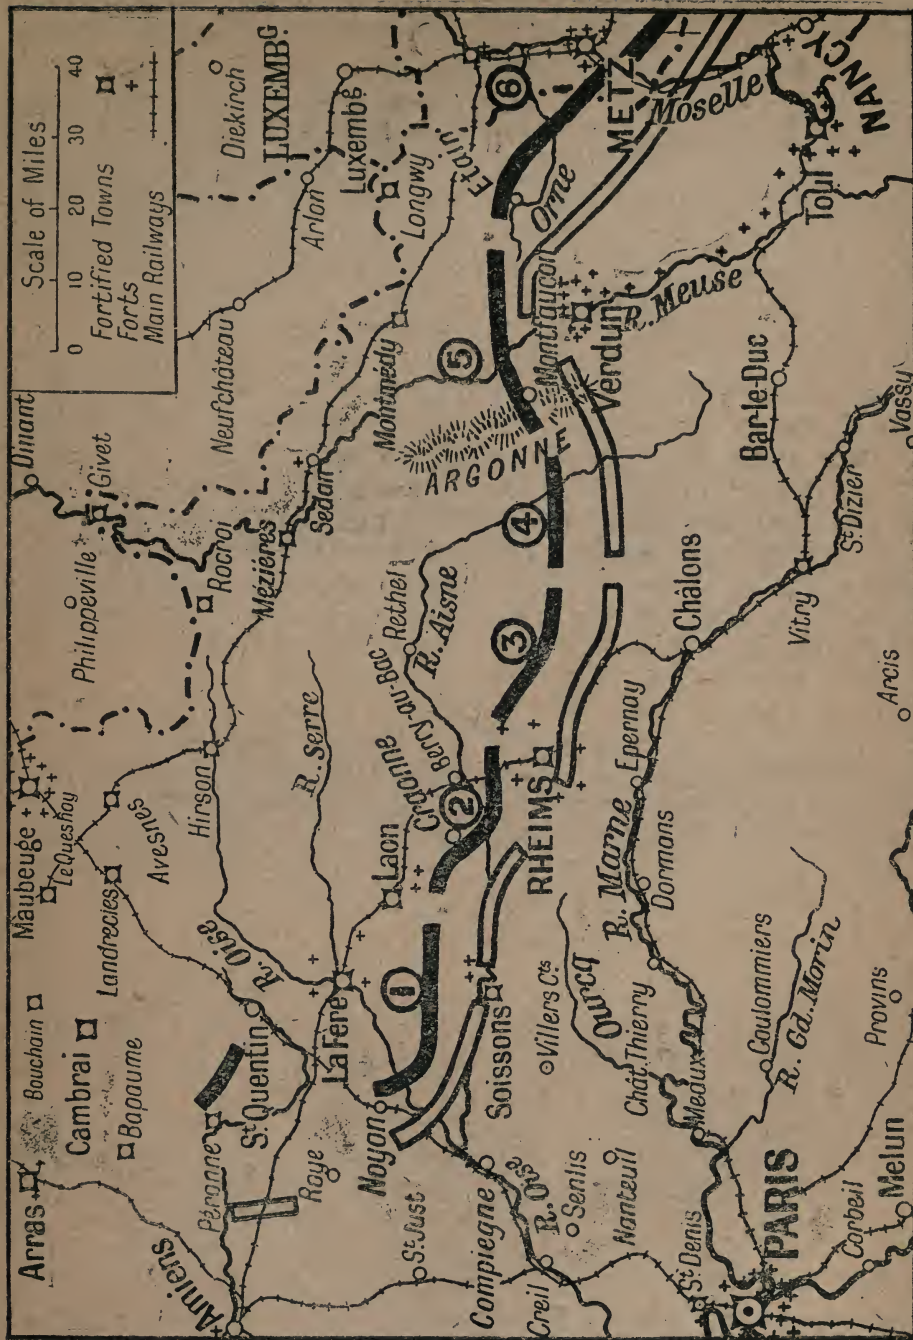 Scale of Miles
0 10 20 30 40
Fortified Towns
Forts
Main Railways
Dinant
Givet
Philippeville
Maubeuge
Le Quesnoy
Bouchain
Arras
Cambrai
Bapaume
Landrecies
Avesnes
Hirson
Rocroi
Mézières
Sedan
Neufchâteau
Diekirch
LUXEMBG.
Arlon
Luxembg.
Longwy
Montmédy
Amiens
Péronne
St Quentin
R. Oise
R. Serre
La Fère
Laon
Roye
Noyon
1
Craonne
2
Berry-au-Bac
Rethel
R. Aisne
3
4
ARGONNE
5
Montfaucon
Etain
Orne
6
METZ
Moselle
NANCY
Toul
R. Meuse
Verdun
St Just
Compiegne
Soissons
RHEIMS
Creil
R. Oise
Senlis
Nanteuil
Villers Cts.
Ourcq
Chât. Thierry
R. Marne
Dormans
Epernay
Châlons
Bar-le-Duc
St Denis
Meaux
Coulommiers
R. Gd. Morin
Vitry
St Dizier
Vassy
PARIS
Corbeil
Melun
Provins
Arcis